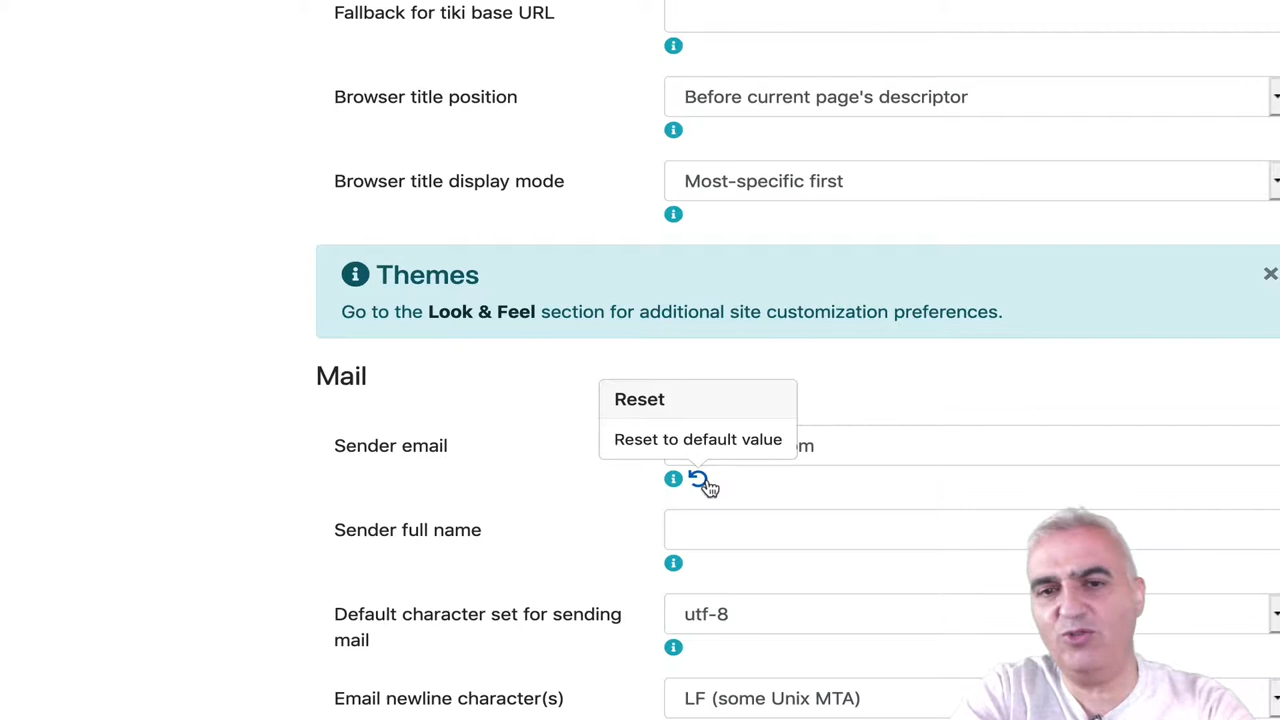 Fallback for tiki base URL
Browser title position
Before current page's descriptor
Browser title display mode
Most-specific first
Themes
Go to the Look & Feel section for additional site customization preferences.
Mail
Reset
Reset to default value
Sender email
Sender full name
Default character set for sending
mail
utf-8
Email newline character(s)
LF (some Unix MTA)